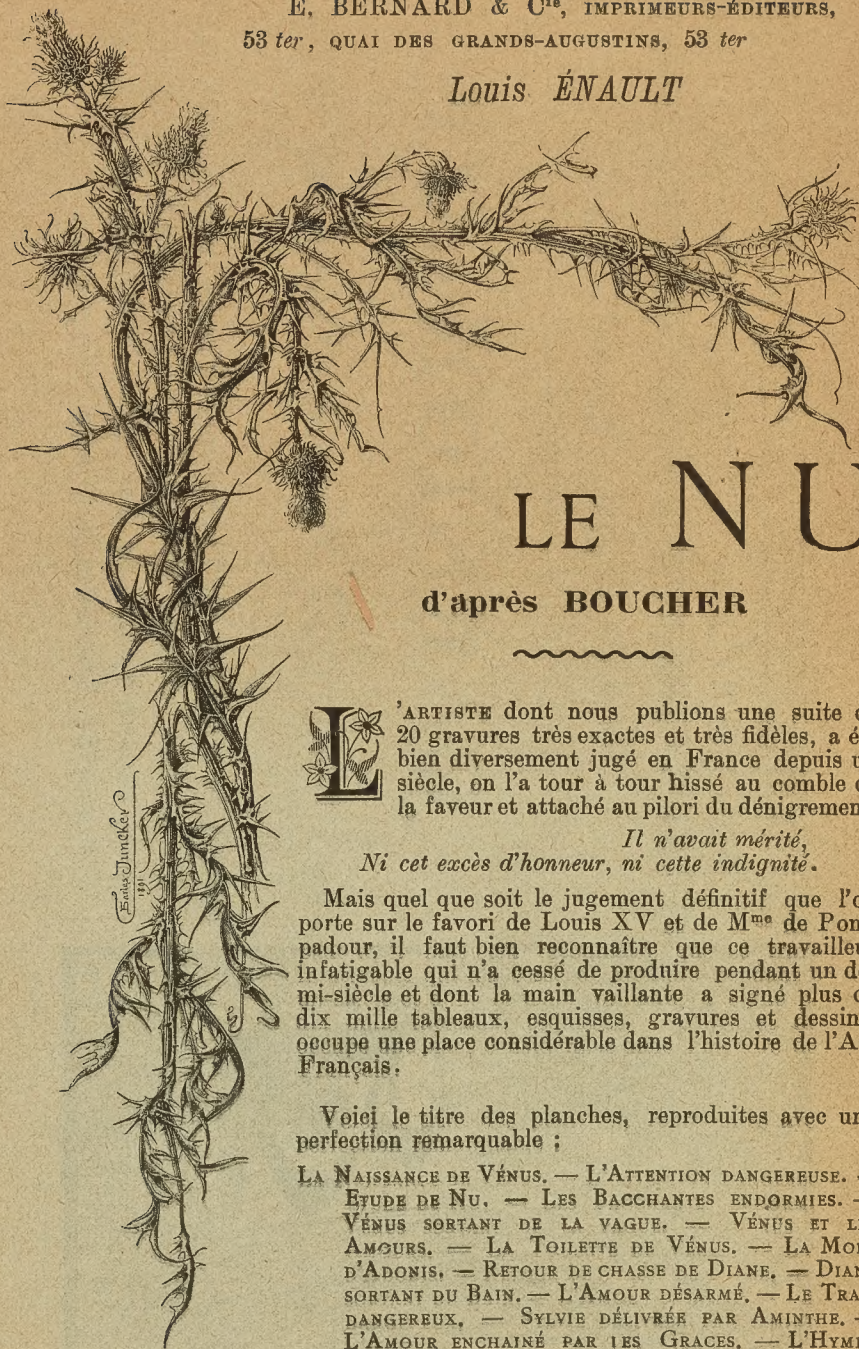 E. BERNARD & Cie, IMPRIMEURS-ÉDITEURS,
53 ter, QUAI DES GRANDS-AUGUSTINS, 53 ter
Louis ÉNAULT
LE NU
d'après BOUCHER
L'ARTISTE dont nous publions une suite
20 gravures très exactes et très fidèles, a
bien diversement jugé en France depuis
siècle, on l'a tour à tour hissé au comble
la faveur et attaché au pilori du dénigremen
Il n'avait mérité,
Ni cet excès d'honneur, ni cette indignité.
Mais quel que soit le jugement définitif que
porte sur le favori de Louis XV et de Mme de Pom
padour, il faut bien reconnaître que ce travailleu
infatigable qui n'a cessé de produire pendant un
mi-siècle et dont la main vaillante a signé plus
dix mille tableaux, esquisses, gravures et dessin
occupe une place considérable dans l'histoire de
Français.
Voici le titre des planches, reproduites avec
perfection remarquable :
LA NAISSANCE DE VÉNUS. — L'ATTENTION DANGEREUSE. -
ETUDE DE NU. — LES BACCHANTES ENDORMIES. -
VÉNUS SORTANT DE LA VAGUE. — VÉNUS ET
AMOURS. — LA TOILETTE DE VÉNUS. — LA
D'ADONIS. — RETOUR DE CHASSE DE DIANE. — DIAN
SORTANT DU BAIN. — L'AMOUR DÉSARMÉ. — LE
DANGEREUX. — SYLVIE DÉLIVRÉE PAR AMINTHE. -
L'AMOUR ENCHAINÉ PAR LES GRACES. —
Juncker